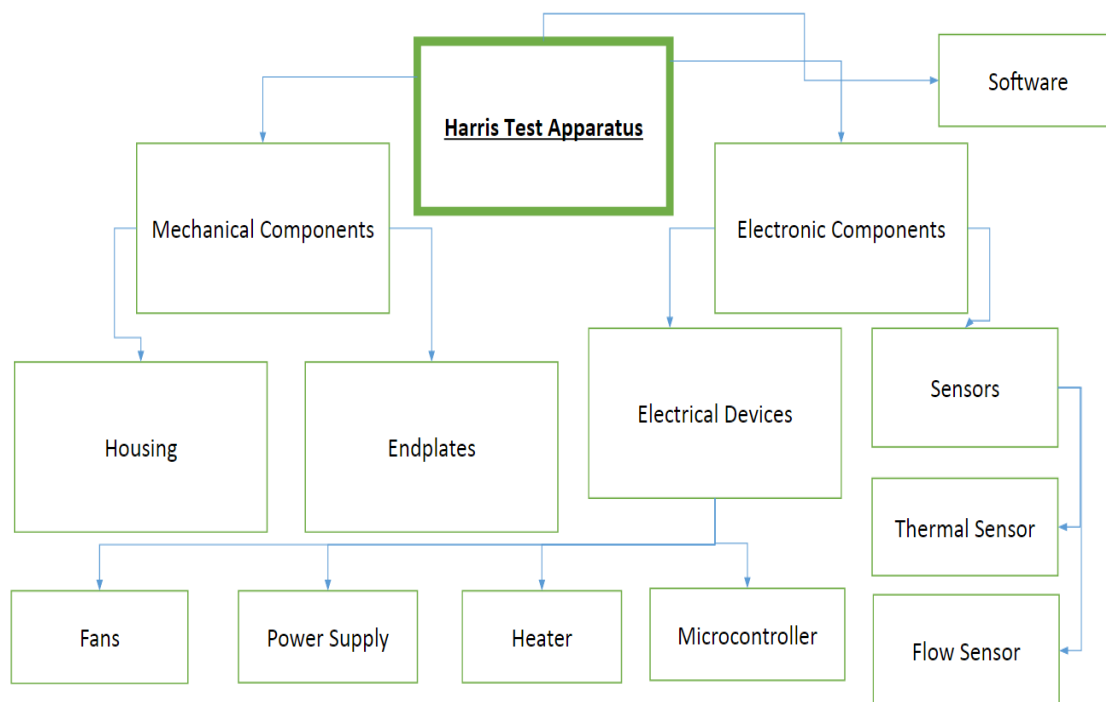 Harris Test Apparatus
Software
Mechanical Components
Electronic Components
Housing
Endplates
Electrical Devices
Sensors
Thermal Sensor
Fans
Power Supply
Heater
Microcontroller
Flow Sensor